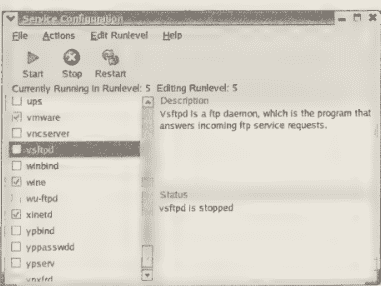 Service Configuration
File Actions Edit Runlevel Help
Start Stop Restart
Currently Running in Runlevel: 5 Editing Runlevel: 5
ups
vmware
vncserver
vsftpd
winbind
wine
wu-ftpd
xinetd
ypbind
yppasswdd
ypserv
ypxfrd
Description
Vsftpd is a ftp daemon, which is the program that
answers incoming ftp service requests.
Status
vsftpd is stopped